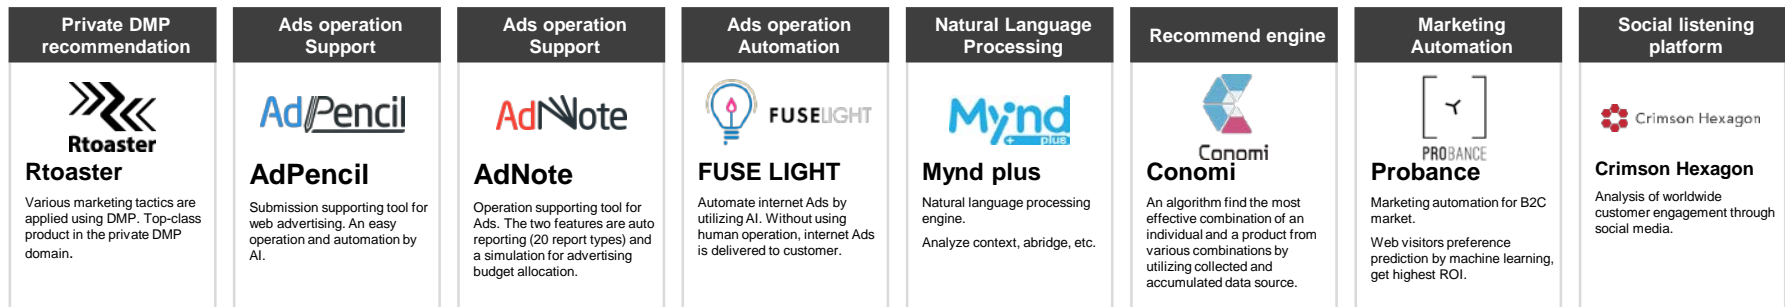 Private DMP
recommendation
Rtoaster
Rtoaster
Various marketing tactics are
applied using DMP. Top-class
product in the private DMP
domain.
Ads operation
Support
Ad/Pencil
AdPencil
Submission supporting tool for
web advertising. An easy
operation and automation by
AI.
Ads operation
Support
AdNote
AdNote
Operation supporting tool for
Ads. The two features are auto
reporting (20 report types) and
a simulation for advertising
budget allocation.
Ads operation
Automation
FUSELIGHT
FUSE LIGHT
Automate internet Ads by
utilizing AI. Without using
human operation, internet Ads
is delivered to customer.
Natural Language
Processing
Mynd
+ plus
Mynd plus
Natural language processing
engine.
Analyze context, abridge, etc.
Recommend engine
Conomi
Conomi
An algorithm find the most
effective combination of an
individual and a product from
various combinations by
utilizing collected and
accumulated data source.
Marketing
Automation
PROBANCE
Probance
Marketing automation for B2C
market.
Web visitors preference
prediction by machine learning,
get highest ROI.
Social listening
platform
Crimson Hexagon
Crimson Hexagon
Analysis of worldwide
customer engagement through
social media.